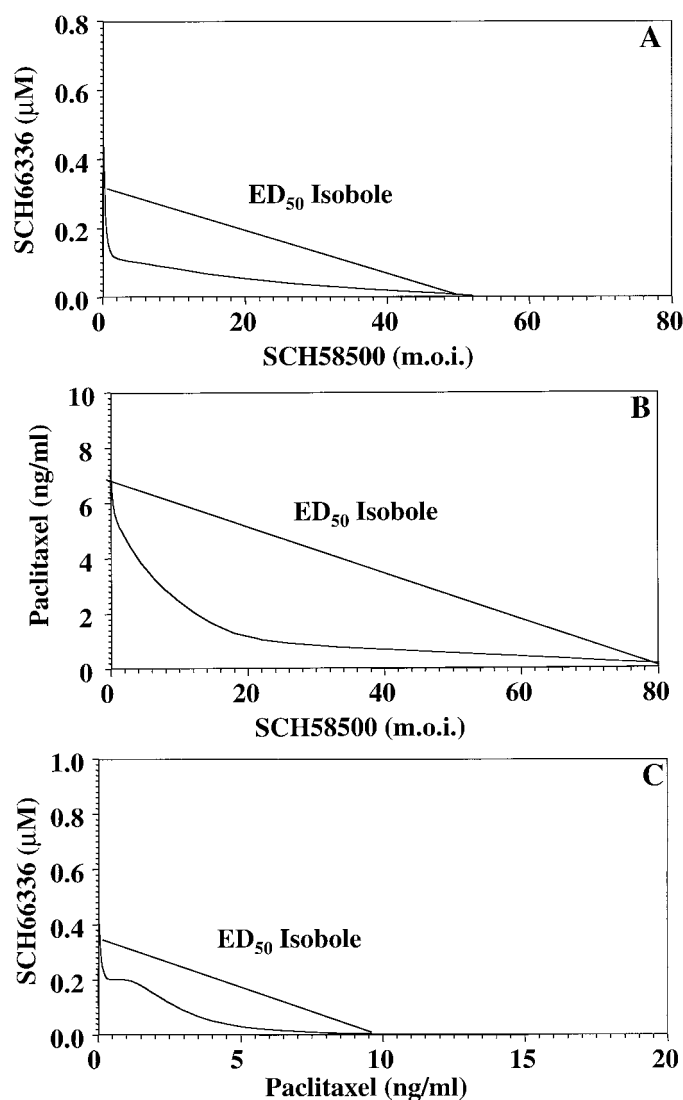 A
0.8
0.6
0.4
0.2
0.0
SCH66336 (μM)
ED50 Isobole
0 20 40 60 80
SCH58500 (m.o.i.)
B
10
8
6
4
2
0
Paclitaxel (ng/ml)
ED50 Isobole
0 20 40 60 80
SCH58500 (m.o.i.)
C
1.0
0.8
0.6
0.4
0.2
0.0
SCH66336 (μM)
ED50 Isobole
0 5 10 15 20
Paclitaxel (ng/ml)